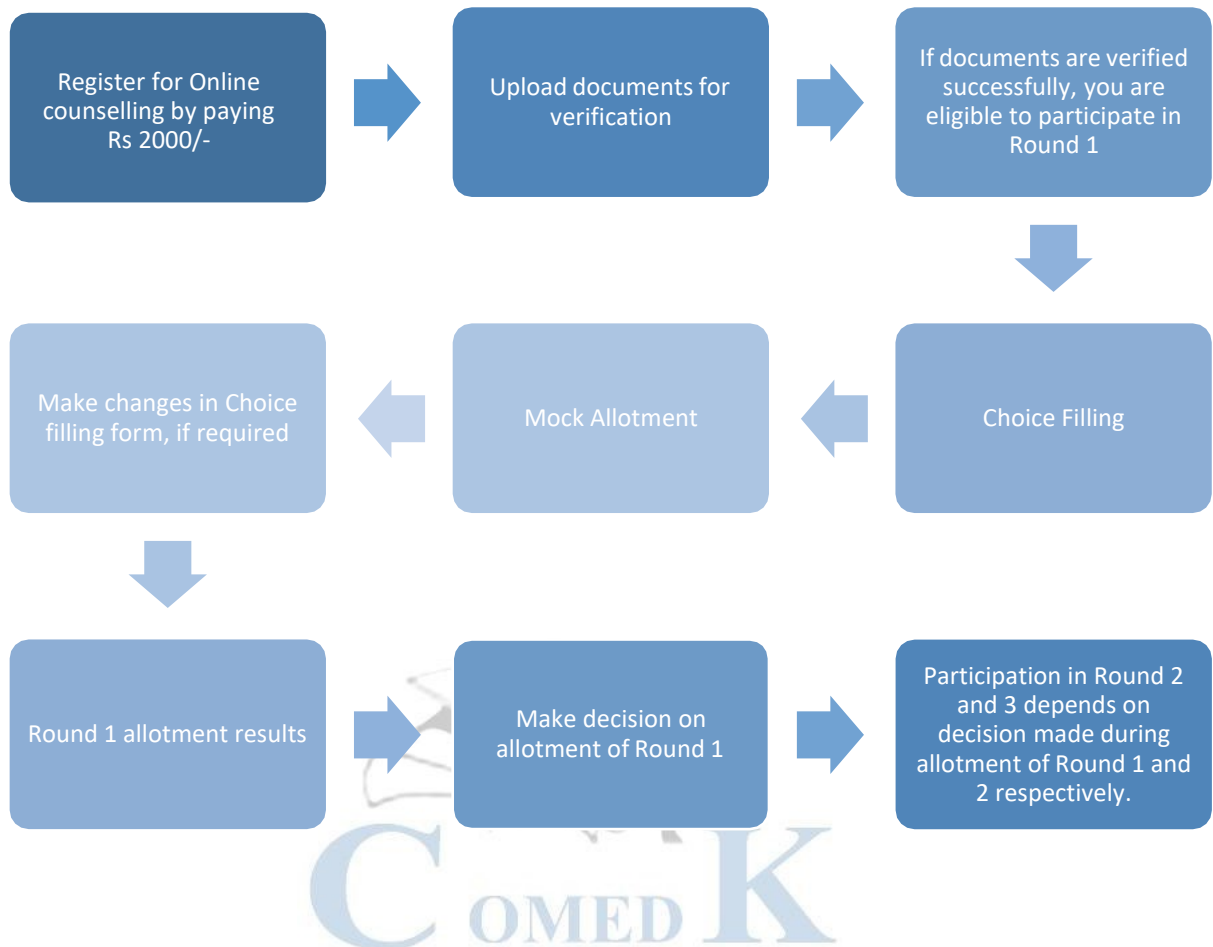 Register for Online
counselling by paying
Rs 2000/-
Upload documents for
verification
If documents are verified
successfully, you are
eligible to participate in
Round 1
Choice Filling
Mock Allotment
Make changes in Choice
filling form, if required
Round 1 allotment results
Make decision on
allotment of Round 1
Participation in Round 2
and 3 depends on
decision made during
allotment of Round 1 and
2 respectively.
COMEDK